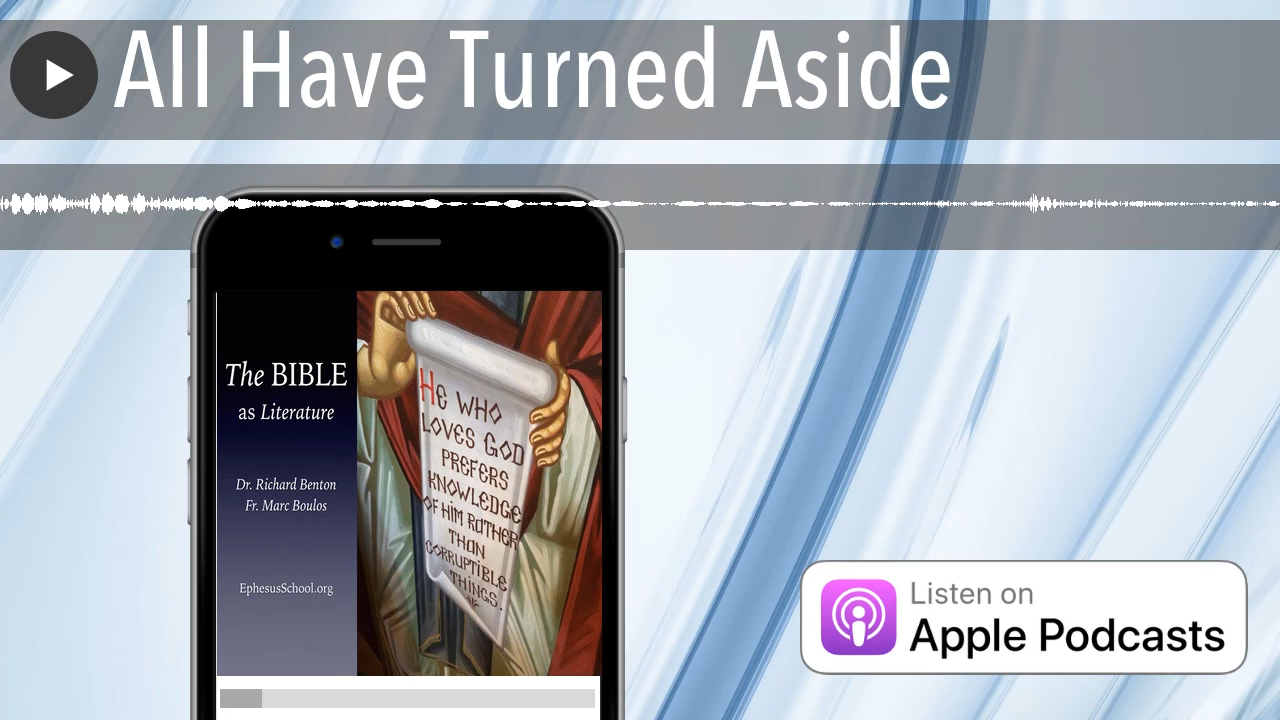 All Have Turned Aside
The BIBLE
as Literature
Dr. Richard Benton
Fr. Marc Boulos
EphesusSchool.org
HE WHO
LOVES GOD
PREFERS
KNOWLEDGE
OF HIM RATHER
THAN
CORRUPTIBLE
THINGS.
Listen on
Apple Podcasts